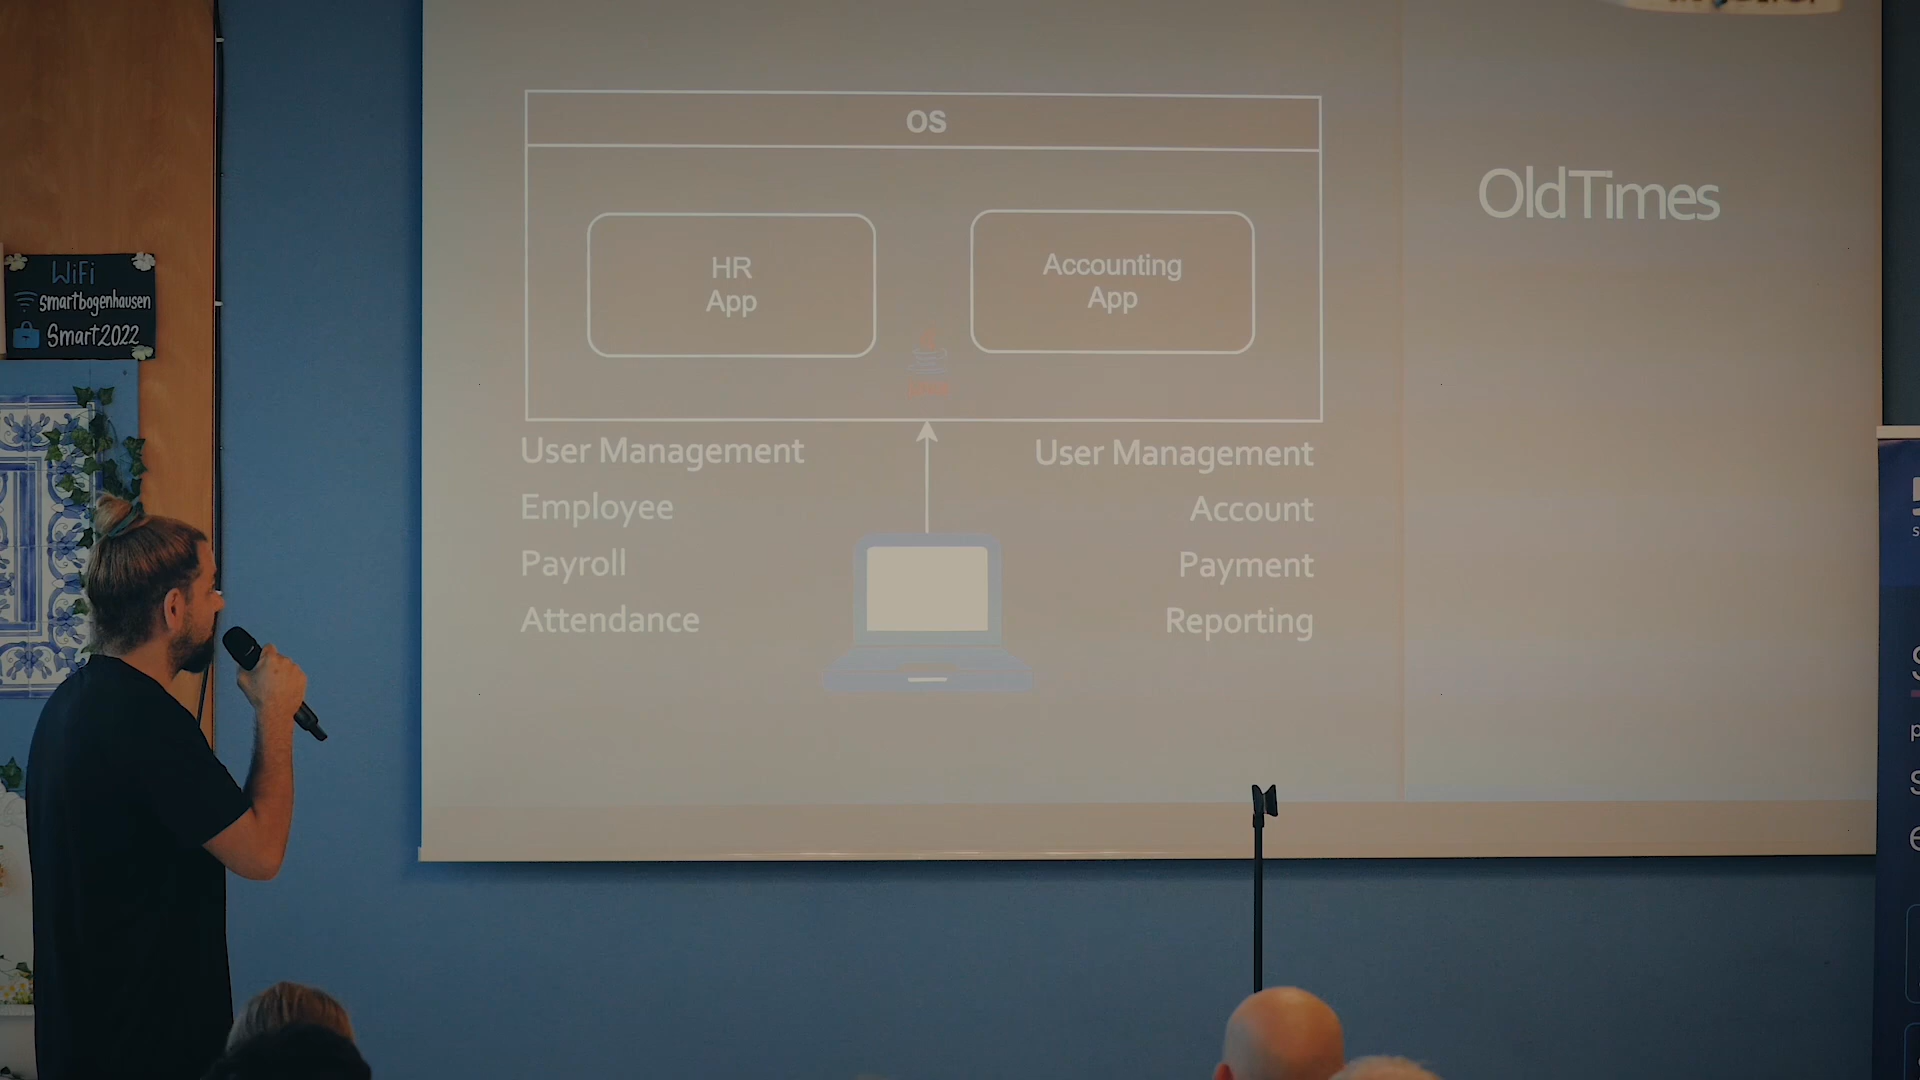 OS
OldTimes
HR
App
Accounting
App
User Management
Employee
Payroll
Attendance
User Management
Account
Payment
Reporting
WiFi
smartbogenhausen
Smart2022